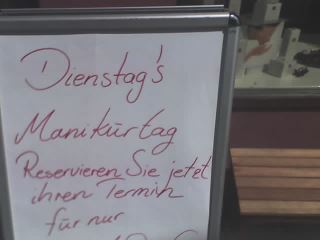 Dienstag's
Manikürtag
Reservieren Sie jetzt
ihren Termin
für nur